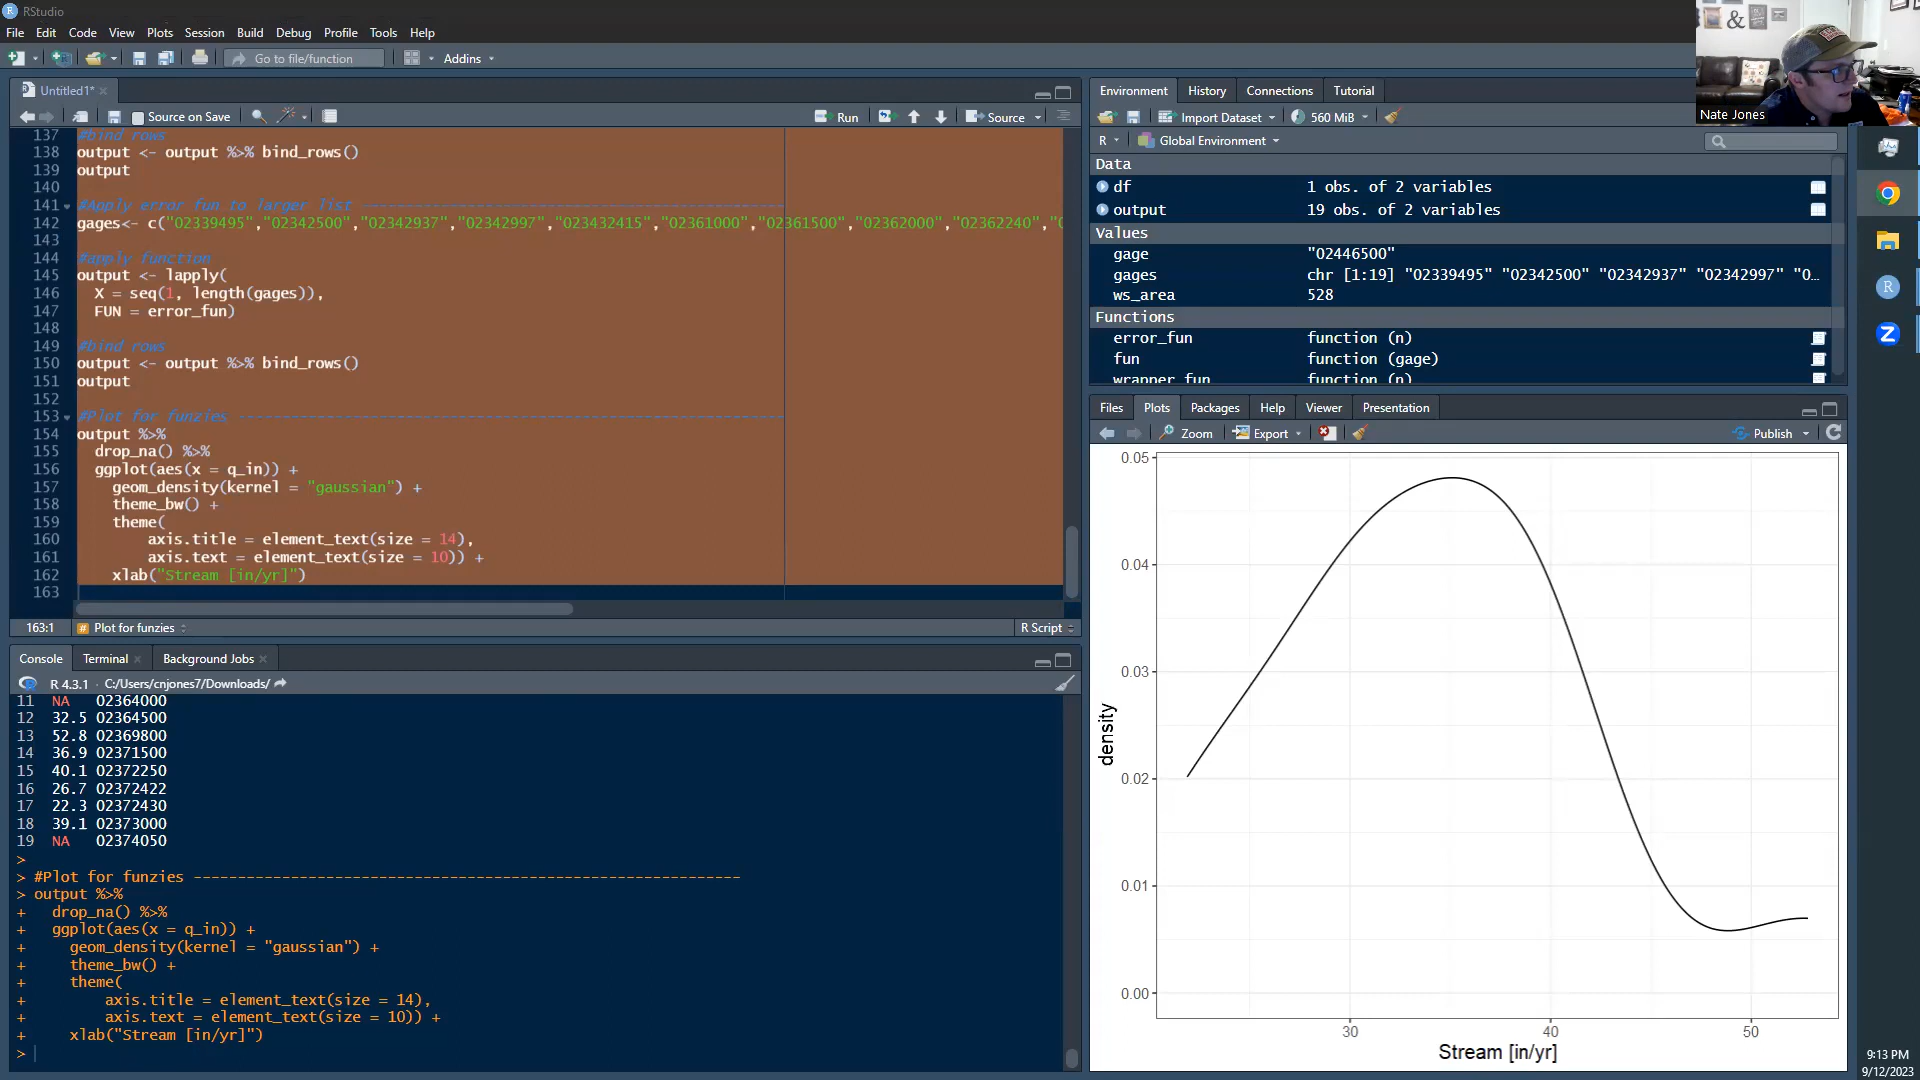 RStudio
File Edit Code View Plots Session Build Debug Profile Tools Help
Go to file/function Addins
Untitled1*
Source on Save Run Source
137 #bind rows
138 output <- output %>% bind_rows()
139 output
140
141 #Apply error fun to larger list ----------------------------------------------
142 gages<- c("02339495","02342500","02342937","02342997","023432415","02361000","02361500","02362000","02362240","0
143
144 #apply function
145 output <- lapply(
146 X = seq(1, length(gages)),
147 FUN = error_fun)
148
149 #bind rows
150 output <- output %>% bind_rows()
151 output
152
153 #Plot for funzies --------------------------------------------------------------
154 output %>%
155 drop_na() %>%
156 ggplot(aes(x = q_in)) +
157 geom_density(kernel = "gaussian") +
158 theme_bw() +
159 theme(
160 axis.title = element_text(size = 14),
161 axis.text = element_text(size = 10)) +
162 xlab("Stream [in/yr]")
163
163:1 # Plot for funzies R Script
Console Terminal Background Jobs
R 4.3.1 · C:/Users/cnjones7/Downloads/
11 NA 02364000
12 32.5 02364500
13 52.8 02369800
14 36.9 02371500
15 40.1 02372250
16 26.7 02372422
17 22.3 02372430
18 39.1 02373000
19 NA 02374050
>
> #Plot for funzies --------------------------------------------------------------
> output %>%
+ drop_na() %>%
+ ggplot(aes(x = q_in)) +
+ geom_density(kernel = "gaussian") +
+ theme_bw() +
+ theme(
+ axis.title = element_text(size = 14),
+ axis.text = element_text(size = 10)) +
+ xlab("Stream [in/yr]")
>
Environment History Connections Tutorial
Import Dataset 560 MiB
R Global Environment
Data
df 1 obs. of 2 variables
output 19 obs. of 2 variables
Values
gage "02446500"
gages chr [1:19] "02339495" "02342500" "02342937" "02342997" "0...
ws_area 528
Functions
error_fun function (n)
fun function (gage)
wrapper_fun function (n)
Files Plots Packages Help Viewer Presentation
Zoom Export Publish
0.05
0.04
0.03
0.02
0.01
0.00
density
30 40 50
Stream [in/yr]
&
Nate Jones
R
Z
9:13 PM
9/12/2023